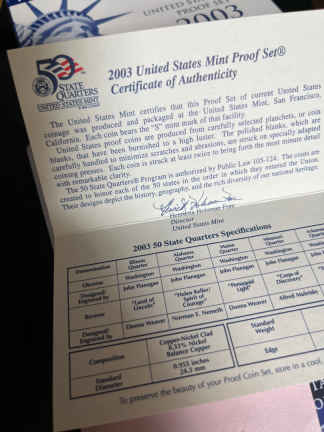 UNITED STATES MINT
PROOF SET
2003
50
STATE
QUARTERS
UNITED STATES MINT
2003 United States Mint Proof Set®
Certificate of Authenticity
The United States Mint certifies that this Proof Set of current United States
coinage was produced and packaged at the United States Mint, San Francisco,
California. Each coin bears the "S" mint mark of that facility.
United States proof coins are produced from carefully selected planchets, or coin
blanks, that have been burnished to a high luster. The polished blanks, which are
carefully handled to minimize scratches and abrasions, are struck on specially adapted
coining presses. Each coin is struck at least twice to bring forth the most minute detail
with remarkable clarity.
The 50 State Quarters® Program is authorized by Public Law 105-124. The coins are
created to honor each of the 50 states in the order in which they entered the Union.
Their designs depict the history, geography, and the rich diversity of our national heritage.
Henrietta Holsman Fore
Director
United States Mint
2003 50 State Quarters Specifications
Denomination Illinois Quarter Alabama Quarter Maine Quarter Quarter
Obverse Washington Washington Washington Washington
Designed/ Engraved by John Flanagan John Flanagan John Flanagan John Flanagan
Reverse "Land of Lincoln" "Helen Keller/ Spirit of Courage" "Pemaquid Light" "Corps of Discovery"
Designed/ Engraved by Donna Weaver Norman E. Nemeth Donna Weaver Alfred Maletsky
Composition Copper-Nickel Clad 8.33% Nickel Balance Copper Standard Weight
Standard Diameter 0.955 inches 24.3 mm Edge
To preserve the beauty of your Proof Coin Set, store in a cool,